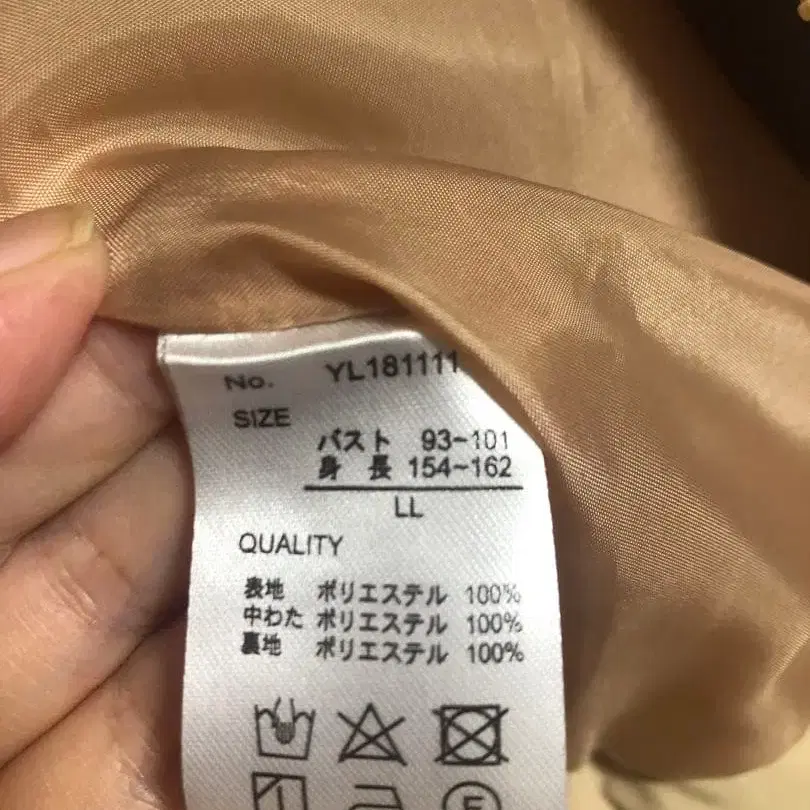 No. YL181111
SIZE
バスト 93~101
身長 154~162
LL
QUALITY
表地 ポリエステル 100%
中わた ポリエステル 100%
裏地 ポリエステル 100%